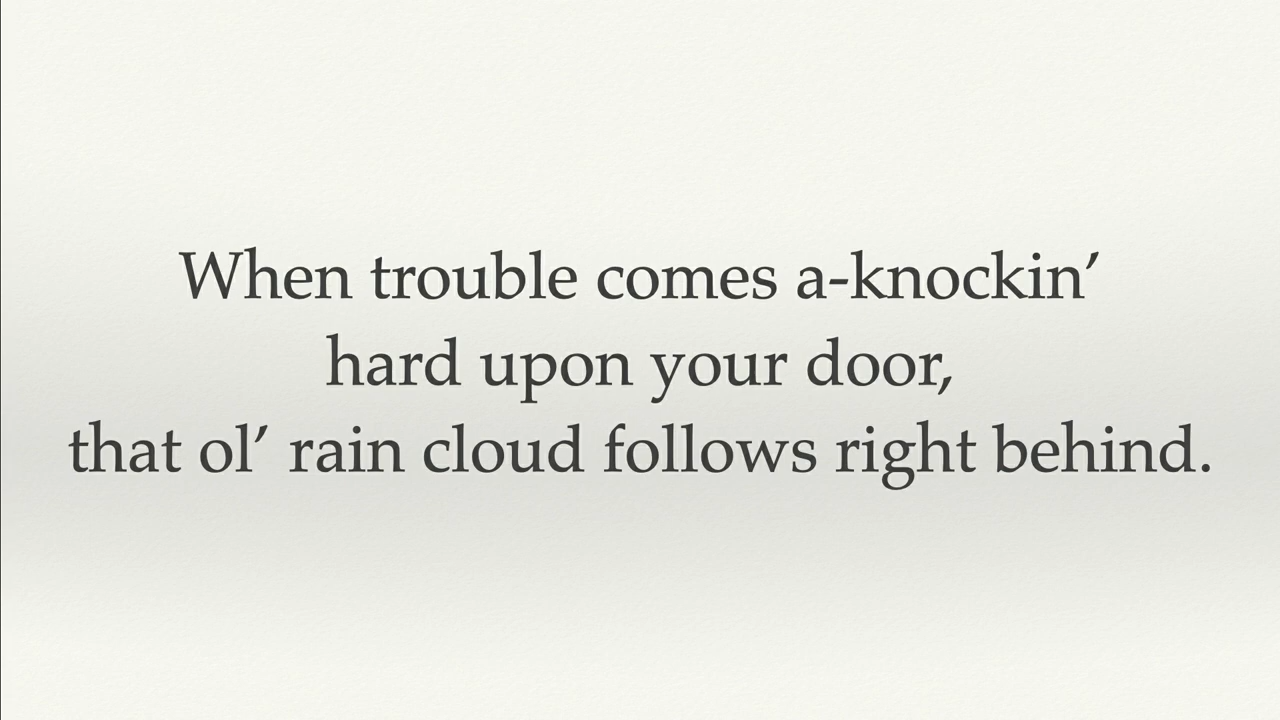 When trouble comes a-knockin’
hard upon your door,
that ol’ rain cloud follows right behind.